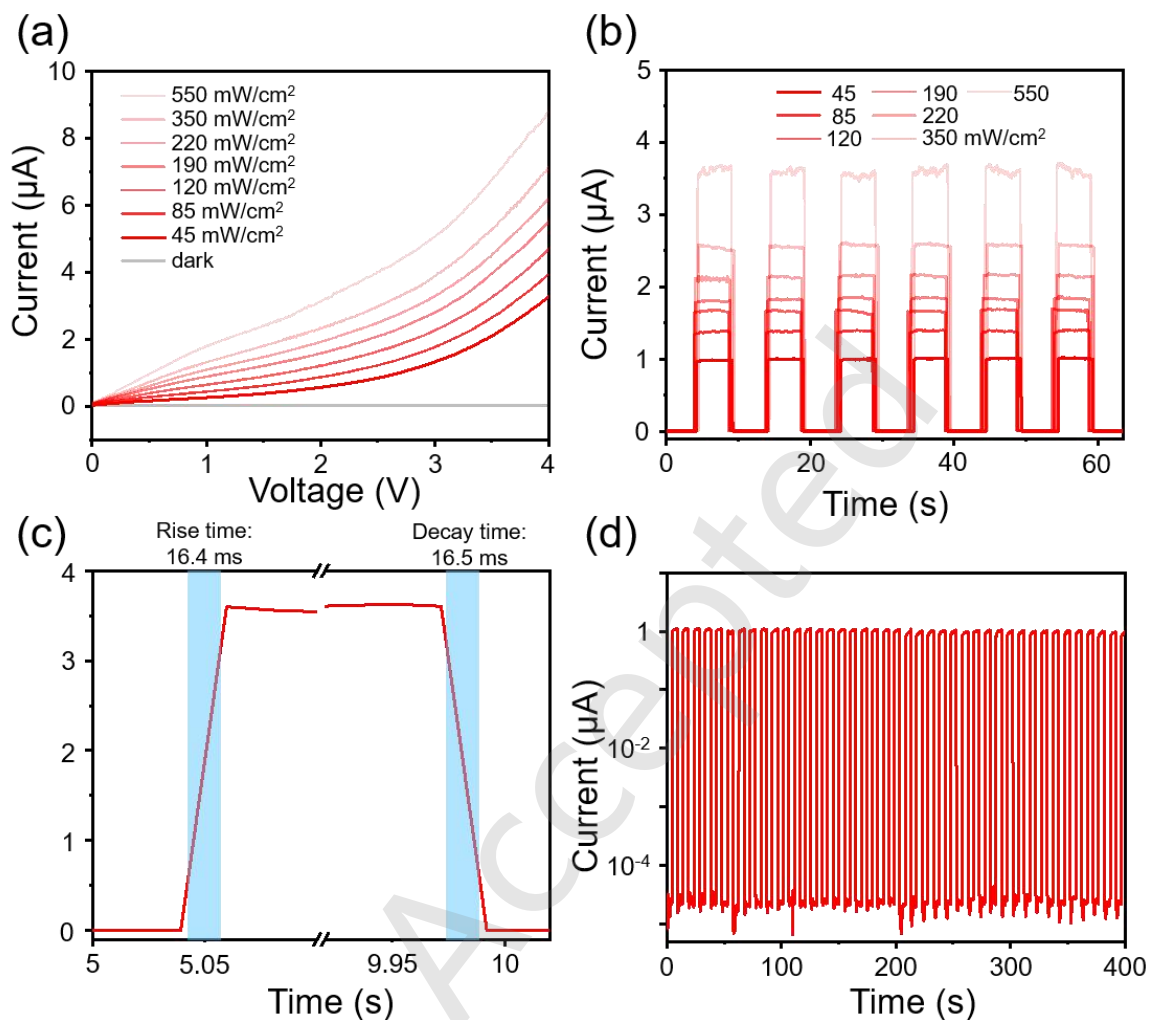 (a)
10
8
6
4
2
0
Current (µA)
550 mW/cm²
350 mW/cm²
220 mW/cm²
190 mW/cm²
120 mW/cm²
85 mW/cm²
45 mW/cm²
dark
0 1 2 3 4
Voltage (V)
(b)
5
4
3
2
1
0
Current (µA)
45 190 550
85 220
120 350 mW/cm²
0 20 40 60
Time (s)
(c)
Rise time:
16.4 ms
Decay time:
16.5 ms
4
3
2
1
0
5 5.05 9.95 10
Time (s)
(d)
1
10⁻²
10⁻⁴
Current (µA)
0 100 200 300 400
Time (s)
Accepted